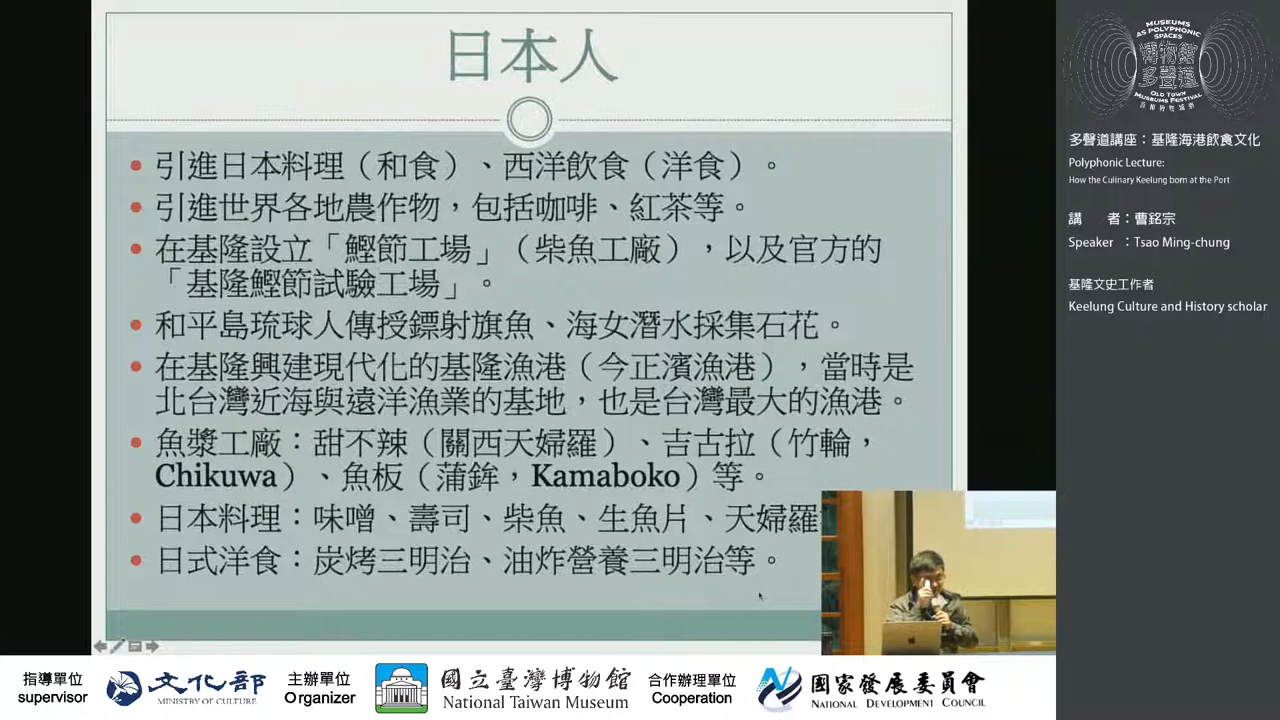 日本人
引進日本料理（和食）、西洋飲食（洋食）。
引進世界各地農作物，包括咖啡、紅茶等。
在基隆設立「鰹節工場」（柴魚工廠），以及官方的
「基隆鰹節試驗工場」。
和平島琉球人傳授鏢射旗魚、海女潛水採集石花。
在基隆興建現代化的基隆漁港（今正濱漁港），當時是
北台灣近海與遠洋漁業的基地，也是台灣最大的漁港。
魚漿工廠：甜不辣（關西天婦羅）、吉古拉（竹輪，
Chikuwa）、魚板（蒲鉾，Kamaboko）等。
日本料理：味噌、壽司、柴魚、生魚片、天婦羅
日式洋食：炭烤三明治、油炸營養三明治等。
MUSEUMS
AS POLYPHONIC
SPACES
博物館
多聲道
OLD TOWN
MUSEUMS FESTIVAL
多聲道講座：基隆海港飲食文化
Polyphonic Lecture:
How the Culinary Keelung born at the Port
講　者：曹銘宗
Speaker ：Tsao Ming-chung
基隆文史工作者
Keelung Culture and History scholar
指導單位
supervisor
文化部
MINISTRY OF CULTURE
主辦單位
Organizer
國立臺灣博物館
National Taiwan Museum
合作辦理單位
Cooperation
國家發展委員會
NATIONAL DEVELOPMENT COUNCIL